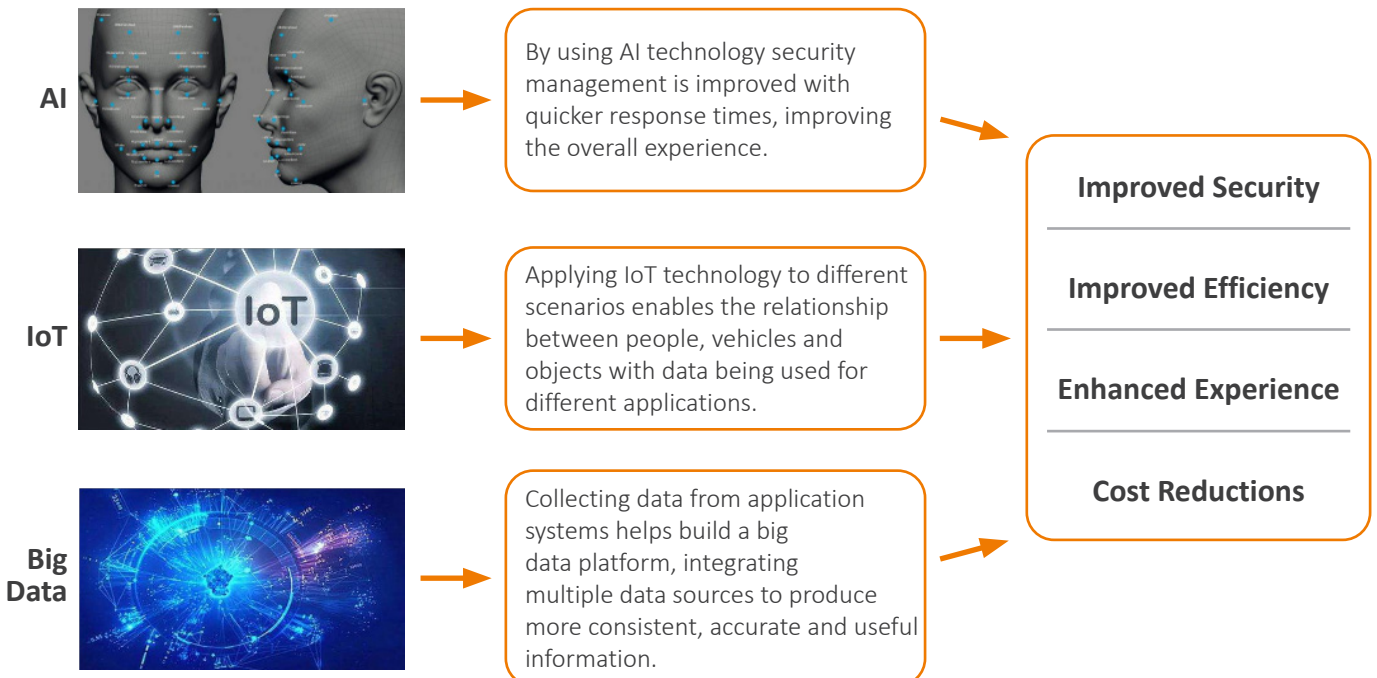 AI
By using AI technology security
management is improved with
quicker response times, improving
the overall experience.
IoT
IoT
Applying IoT technology to different
scenarios enables the relationship
between people, vehicles and
objects with data being used for
different applications.
Big
Data
Collecting data from application
systems helps build a big
data platform, integrating
multiple data sources to produce
more consistent, accurate and useful
information.
Improved Security
Improved Efficiency
Enhanced Experience
Cost Reductions